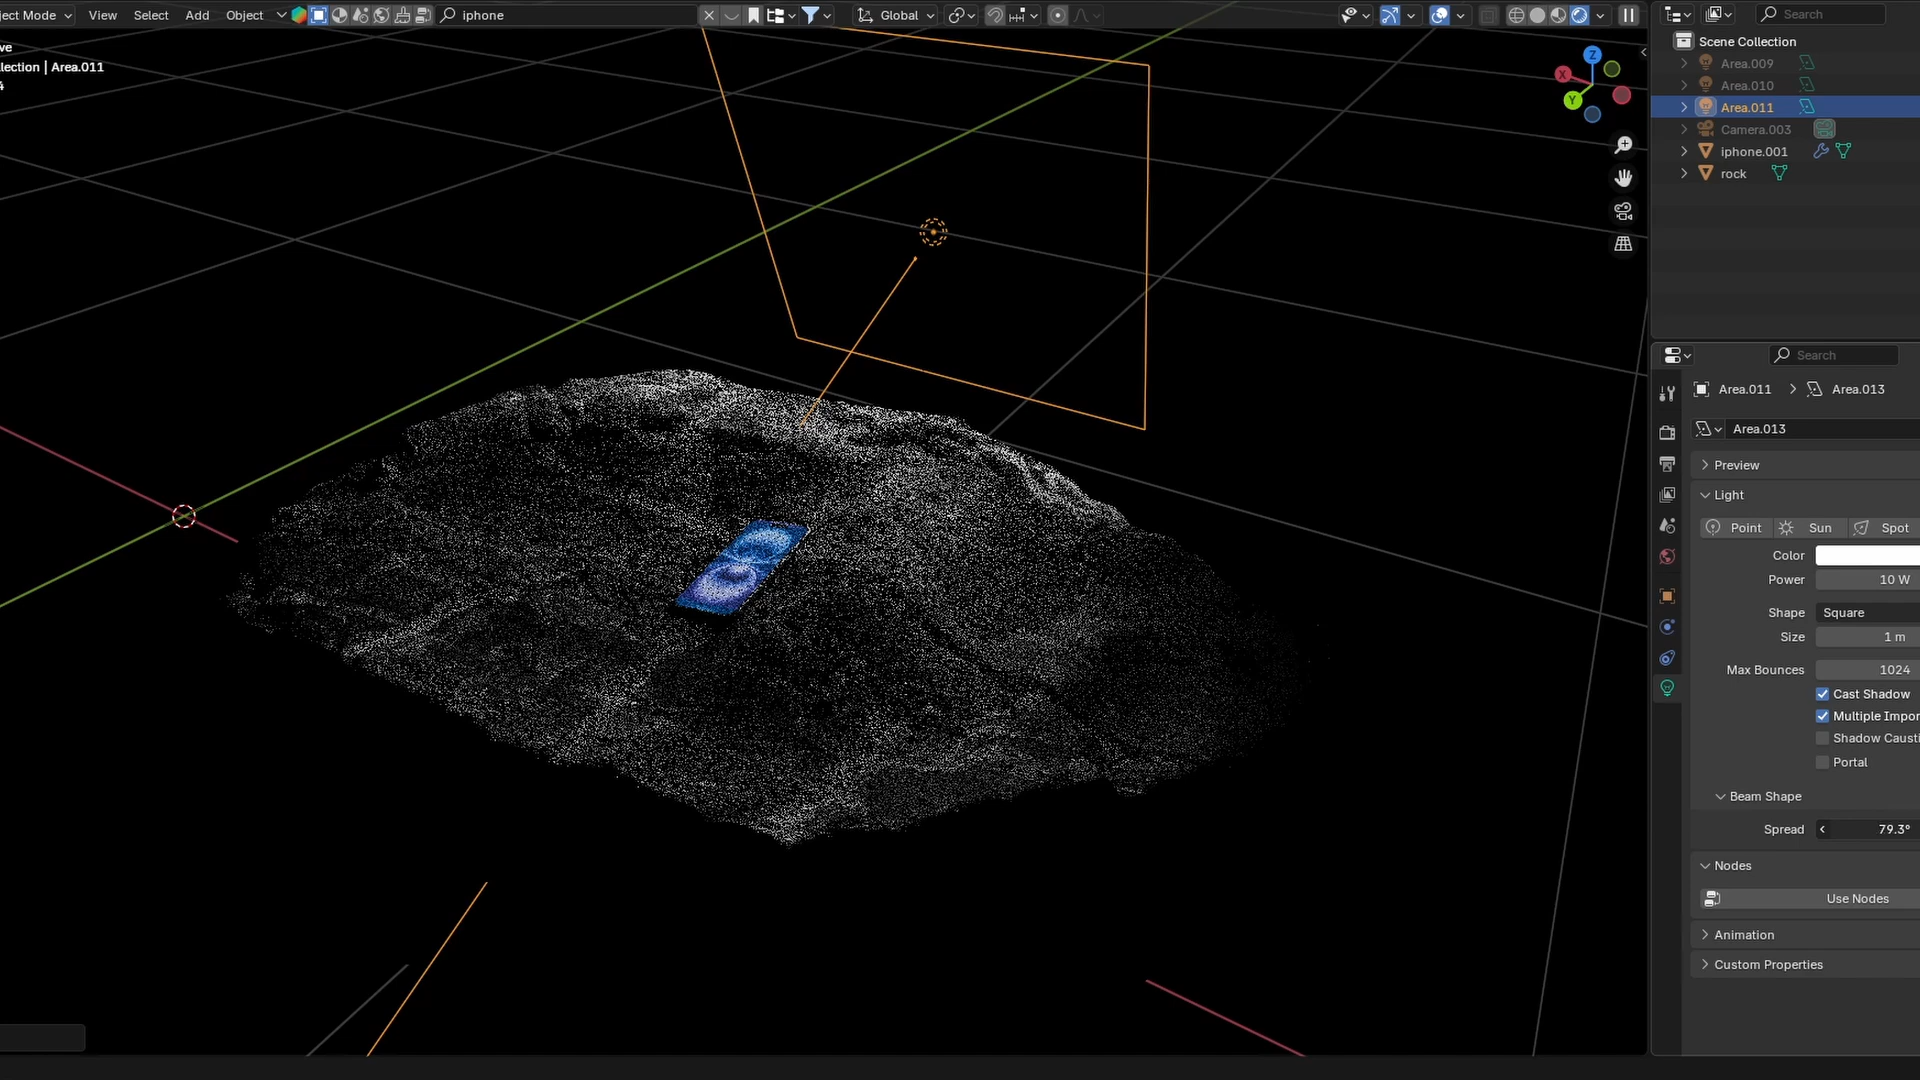 ject Mode View Select Add Object iphone Global Search
ve
lection | Area.011
4
X Y Z
Scene Collection
Area.009
Area.010
Area.011
Camera.003
iphone.001
rock
Search
Area.011 > Area.013
Area.013
Preview
Light
Point Sun Spot
Color
Power 10 W
Shape Square
Size 1 m
Max Bounces 1024
Cast Shadow
Multiple Impor
Shadow Causti
Portal
Beam Shape
Spread 79.3°
Nodes
Use Nodes
Animation
Custom Properties